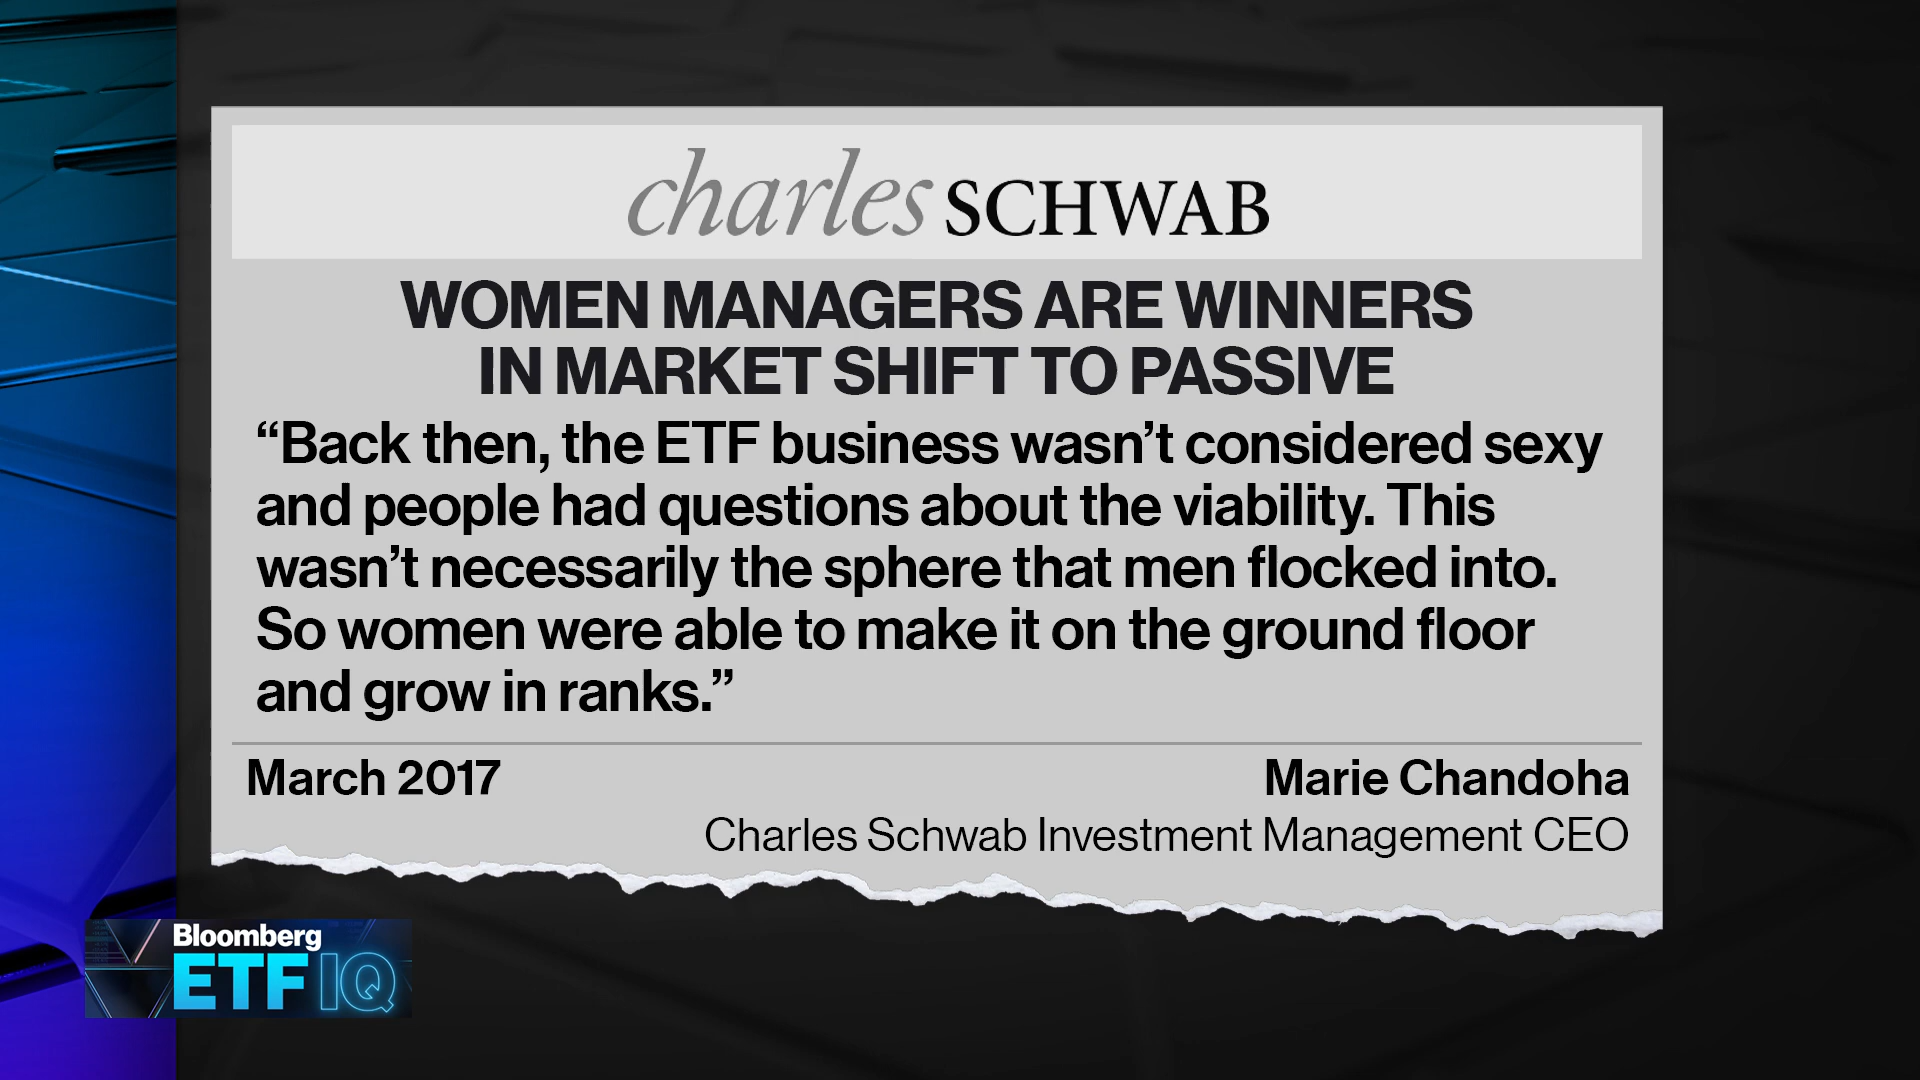 charles SCHWAB
WOMEN MANAGERS ARE WINNERS
IN MARKET SHIFT TO PASSIVE
“Back then, the ETF business wasn’t considered sexy
and people had questions about the viability. This
wasn’t necessarily the sphere that men flocked into.
So women were able to make it on the ground floor
and grow in ranks.”
March 2017
Marie Chandoha
Charles Schwab Investment Management CEO
Bloomberg
ETF IQ